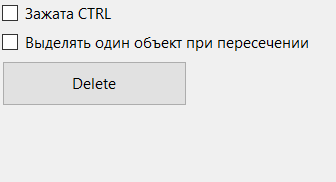 Зажата CTRL
Выделять один объект при пересечении
Delete